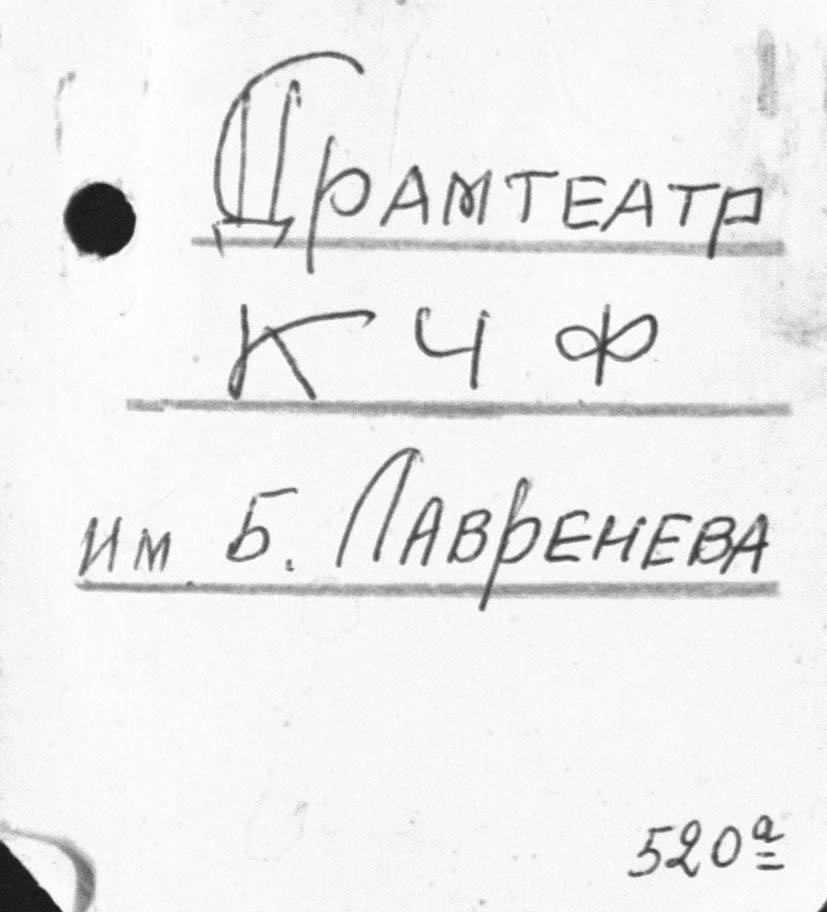 Драмтеатр
КЧФ
им Б. Лавренева
520а